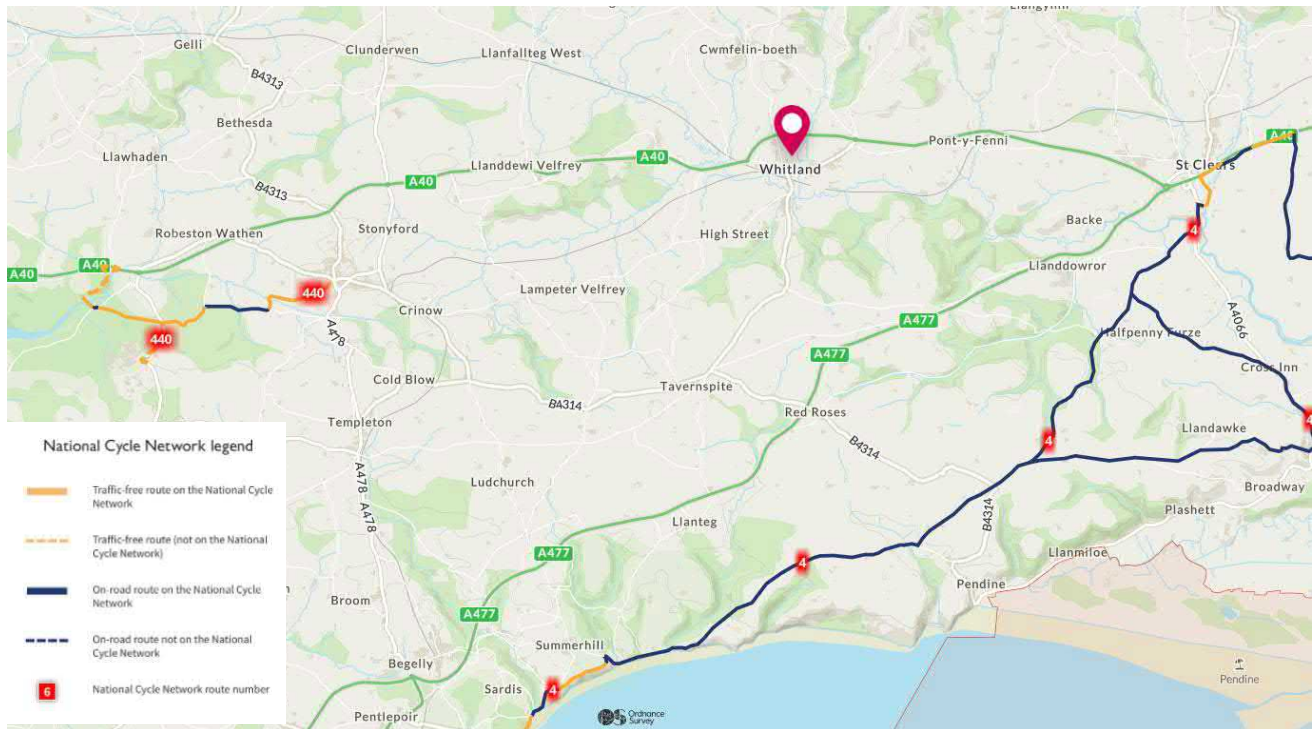 Llangynin
Gelli
Clunderwen
Llanfallteg West
Cwmfelin-boeth
B4313
Bethesda
Llawhaden
A40
Pont-y-Fenni
A40
Llanddewi Velfrey
Whitland
St Clears
A40
B4313
Stonyford
Robeston Wathen
High Street
Backe
4
A40
A40
440
Lampeter Velfrey
Llanddowror
Crinow
A477
A4066
440
A478
Halfpenny Furze
A477
Cross Inn
Cold Blow
Tavernspite
B4314
Red Roses
Templeton
4
Llandawke
4
B4314
National Cycle Network legend
Traffic-free route on the National Cycle
Network
Traffic-free route (not on the National
Cycle Network)
On-road route on the National Cycle
Network
On-road route not on the National
Cycle Network
6
National Cycle Network route number
A478
A478
Ludchurch
Broadway
Plashett
Llanteg
B4314
A477
Llanmiloe
4
Pendine
Broom
A477
Summerhill
Begelly
Pendine
Sardis
4
Pentlepoir
OS
Ordnance
Survey